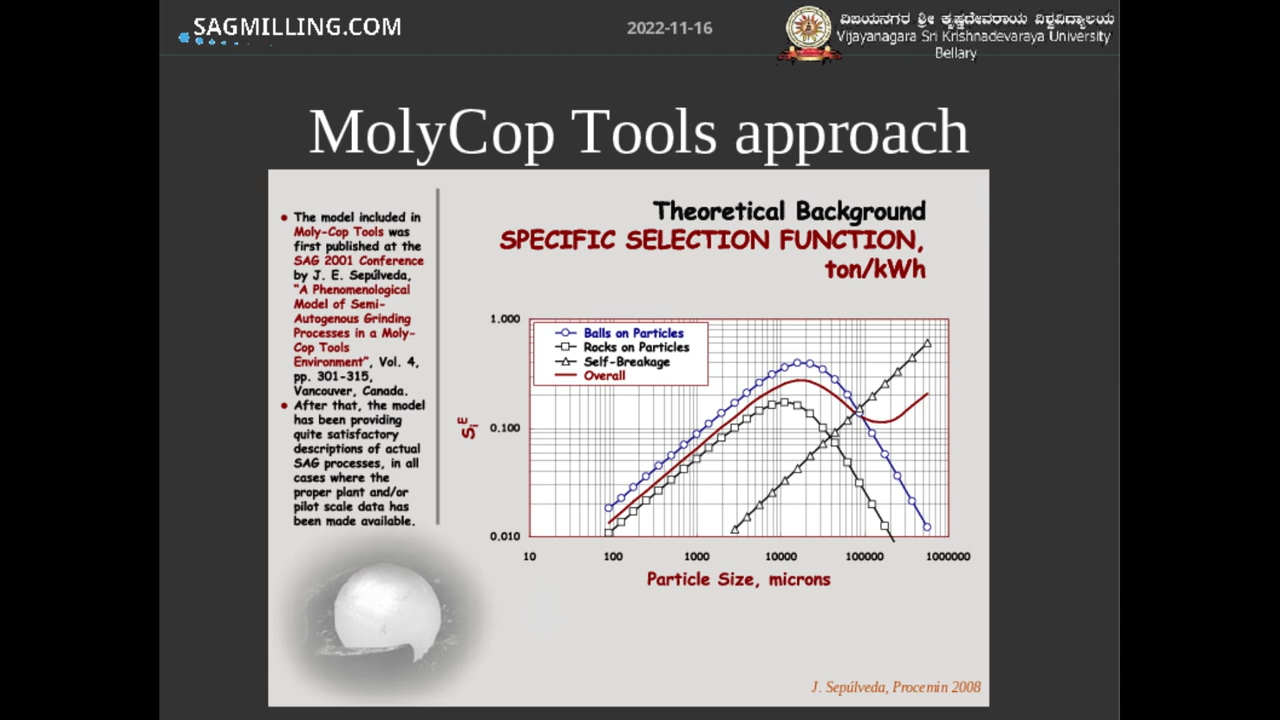 SAGMILLING.COM
2022-11-16
ವಿಜಯನಗರ ಶ್ರೀ ಕೃಷ್ಣದೇವರಾಯ ವಿಶ್ವವಿದ್ಯಾಲಯ
Vijayanagara Sri Krishnadevaraya University
Bellary
MolyCop Tools approach
The model included in
Moly-Cop Tools was
first published at the
SAG 2001 Conference
by J. E. Sepúlveda,
"A Phenomenological
Model of Semi-
Autogenous Grinding
Processes in a Moly-
Cop Tools
Environment", Vol. 4,
pp. 301-315,
Vancouver, Canada.
After that, the model
has been providing
quite satisfactory
descriptions of actual
SAG processes, in all
cases where the
proper plant and/or
pilot scale data has
been made available.
Theoretical Background
SPECIFIC SELECTION FUNCTION,
ton/kWh
Balls on Particles
Rocks on Particles
Self-Breakage
Overall
1.000
0.100
0.010
SiE
10 100 1000 10000 100000 1000000
Particle Size, microns
J. Sepúlveda, Procemin 2008